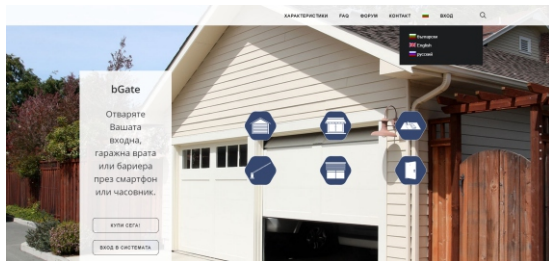 ХАРАКТЕРИСТИКИ FAQ ФОРУМ КОНТАКТ ВХОД
български
English
русский
bGate
Отваряте
Вашата
входна,
гаражна врата
или бариера
през смартфон
или часовник.
КУПИ СЕГА!
ВХОД В СИСТЕМАТА